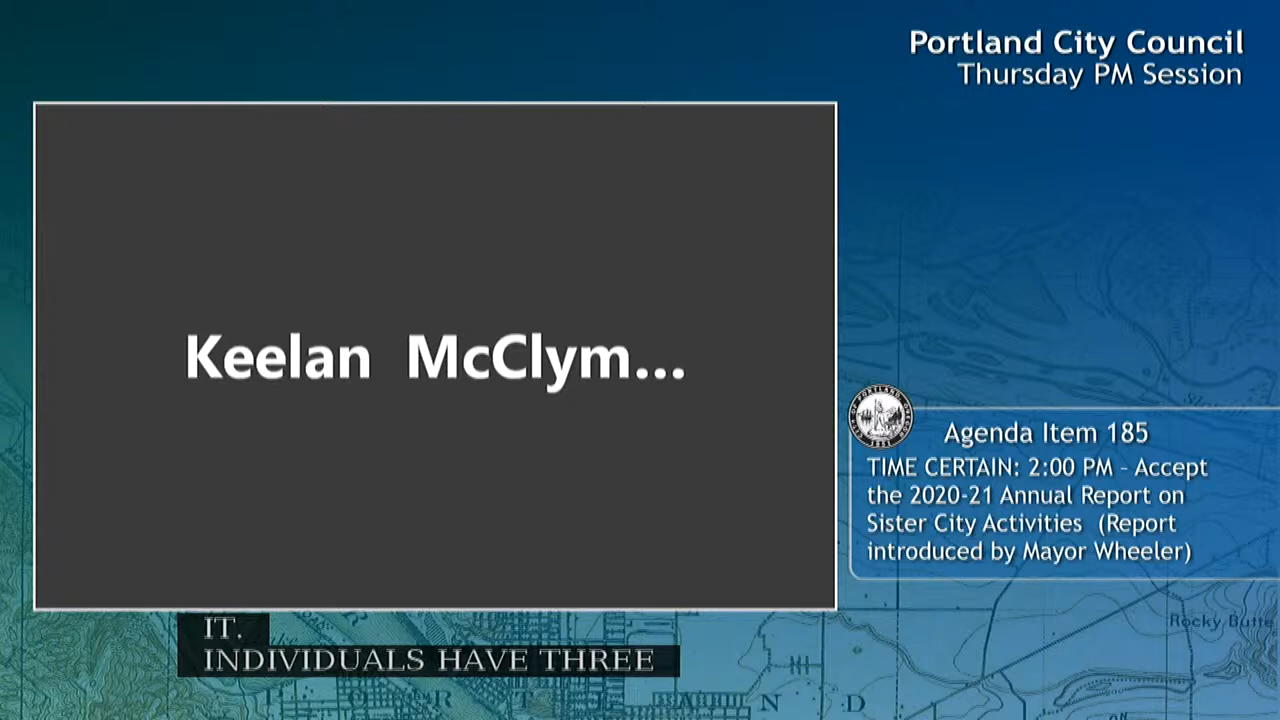 Portland City Council
Thursday PM Session
Keelan McClym...
Agenda Item 185
TIME CERTAIN: 2:00 PM - Accept
the 2020-21 Annual Report on
Sister City Activities (Report
introduced by Mayor Wheeler)
IT.
INDIVIDUALS HAVE THREE
Rocky Butte
P O R T L A N D